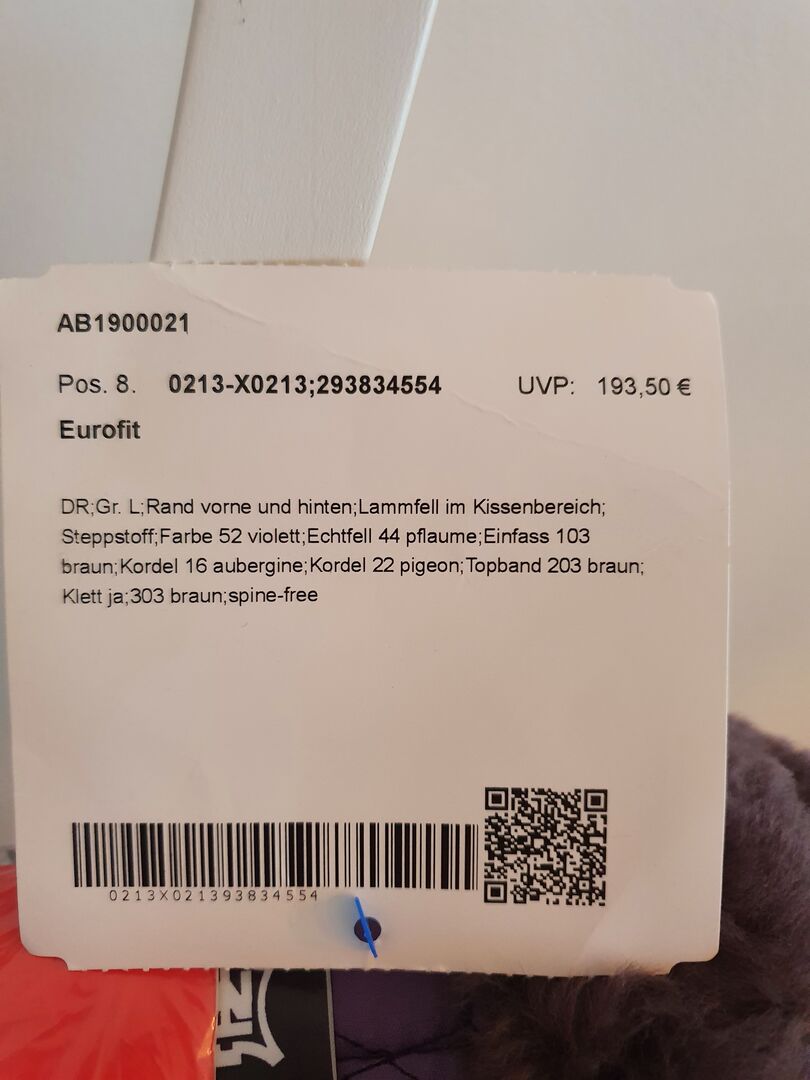 AB1900021
Pos. 8. 0213-X0213;293834554 UVP: 193,50 €
Eurofit
DR;Gr. L;Rand vorne und hinten;Lammfell im Kissenbereich;
Steppstoff;Farbe 52 violett;Echtfell 44 pflaume;Einfass 103
braun;Kordel 16 aubergine;Kordel 22 pigeon;Topband 203 braun;
Klett ja;303 braun;spine-free
0213X021393834554